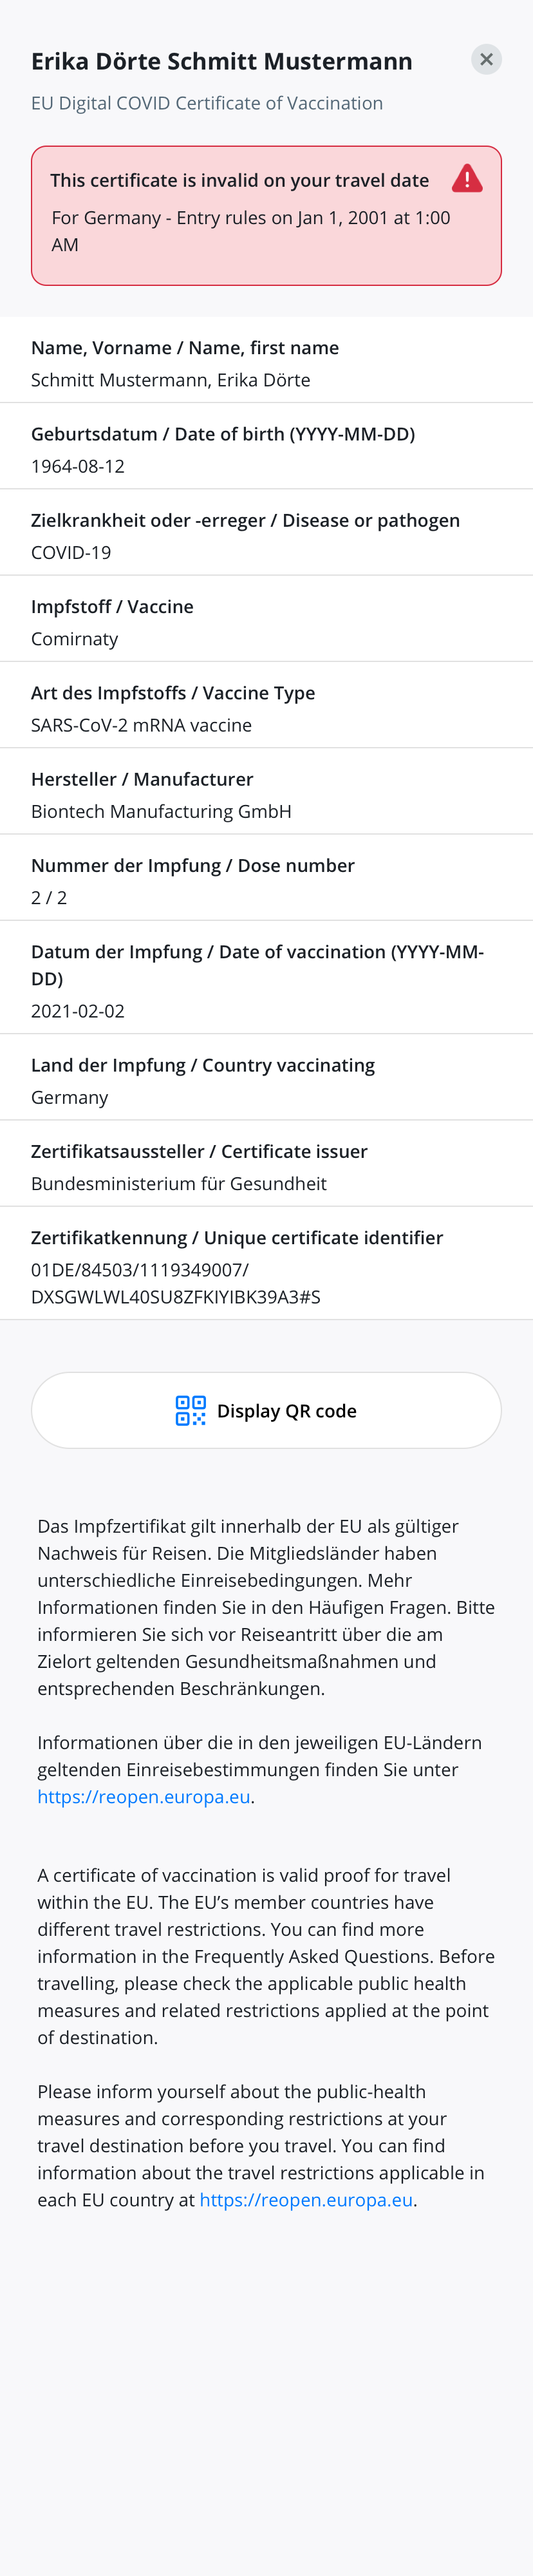 Erika Dörte Schmitt Mustermann
EU Digital COVID Certificate of Vaccination
This certificate is invalid on your travel date
For Germany - Entry rules on Jan 1, 2001 at 1:00
AM
Name, Vorname / Name, first name
Schmitt Mustermann, Erika Dörte
Geburtsdatum / Date of birth (YYYY-MM-DD)
1964-08-12
Zielkrankheit oder -erreger / Disease or pathogen
COVID-19
Impfstoff / Vaccine
Comirnaty
Art des Impfstoffs / Vaccine Type
SARS-CoV-2 mRNA vaccine
Hersteller / Manufacturer
Biontech Manufacturing GmbH
Nummer der Impfung / Dose number
2 / 2
Datum der Impfung / Date of vaccination (YYYY-MM-
DD)
2021-02-02
Land der Impfung / Country vaccinating
Germany
Zertifikatsaussteller / Certificate issuer
Bundesministerium für Gesundheit
Zertifikatkennung / Unique certificate identifier
01DE/84503/1119349007/
DXSGWLWL40SU8ZFKIYIBK39A3#S
Display QR code
Das Impfzertifikat gilt innerhalb der EU als gültiger
Nachweis für Reisen. Die Mitgliedsländer haben
unterschiedliche Einreisebedingungen. Mehr
Informationen finden Sie in den Häufigen Fragen. Bitte
informieren Sie sich vor Reiseantritt über die am
Zielort geltenden Gesundheitsmaßnahmen und
entsprechenden Beschränkungen.
Informationen über die in den jeweiligen EU-Ländern
geltenden Einreisebestimmungen finden Sie unter
https://reopen.europa.eu.
A certificate of vaccination is valid proof for travel
within the EU. The EU’s member countries have
different travel restrictions. You can find more
information in the Frequently Asked Questions. Before
travelling, please check the applicable public health
measures and related restrictions applied at the point
of destination.
Please inform yourself about the public-health
measures and corresponding restrictions at your
travel destination before you travel. You can find
information about the travel restrictions applicable in
each EU country at https://reopen.europa.eu.